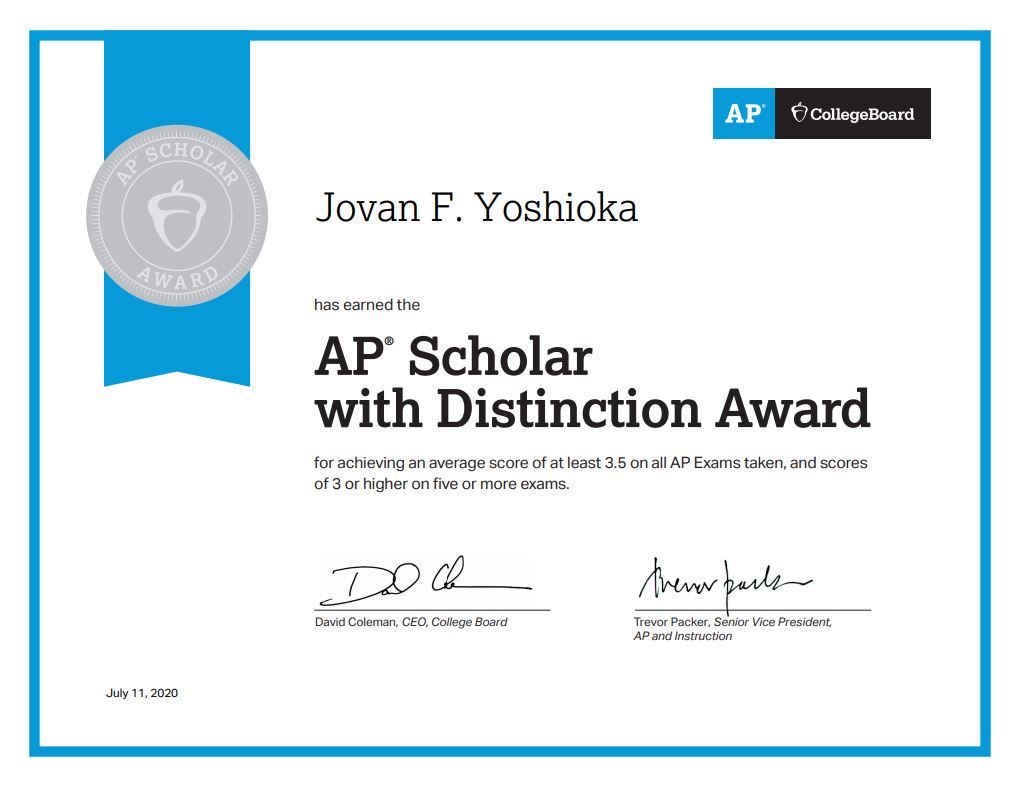 AP® CollegeBoard
AP® SCHOLAR
AWARD
Jovan F. Yoshioka
has earned the
AP® Scholar
with Distinction Award
for achieving an average score of at least 3.5 on all AP Exams taken, and scores
of 3 or higher on five or more exams.
David Coleman, CEO, College Board
Trevor Packer, Senior Vice President,
AP and Instruction
July 11, 2020